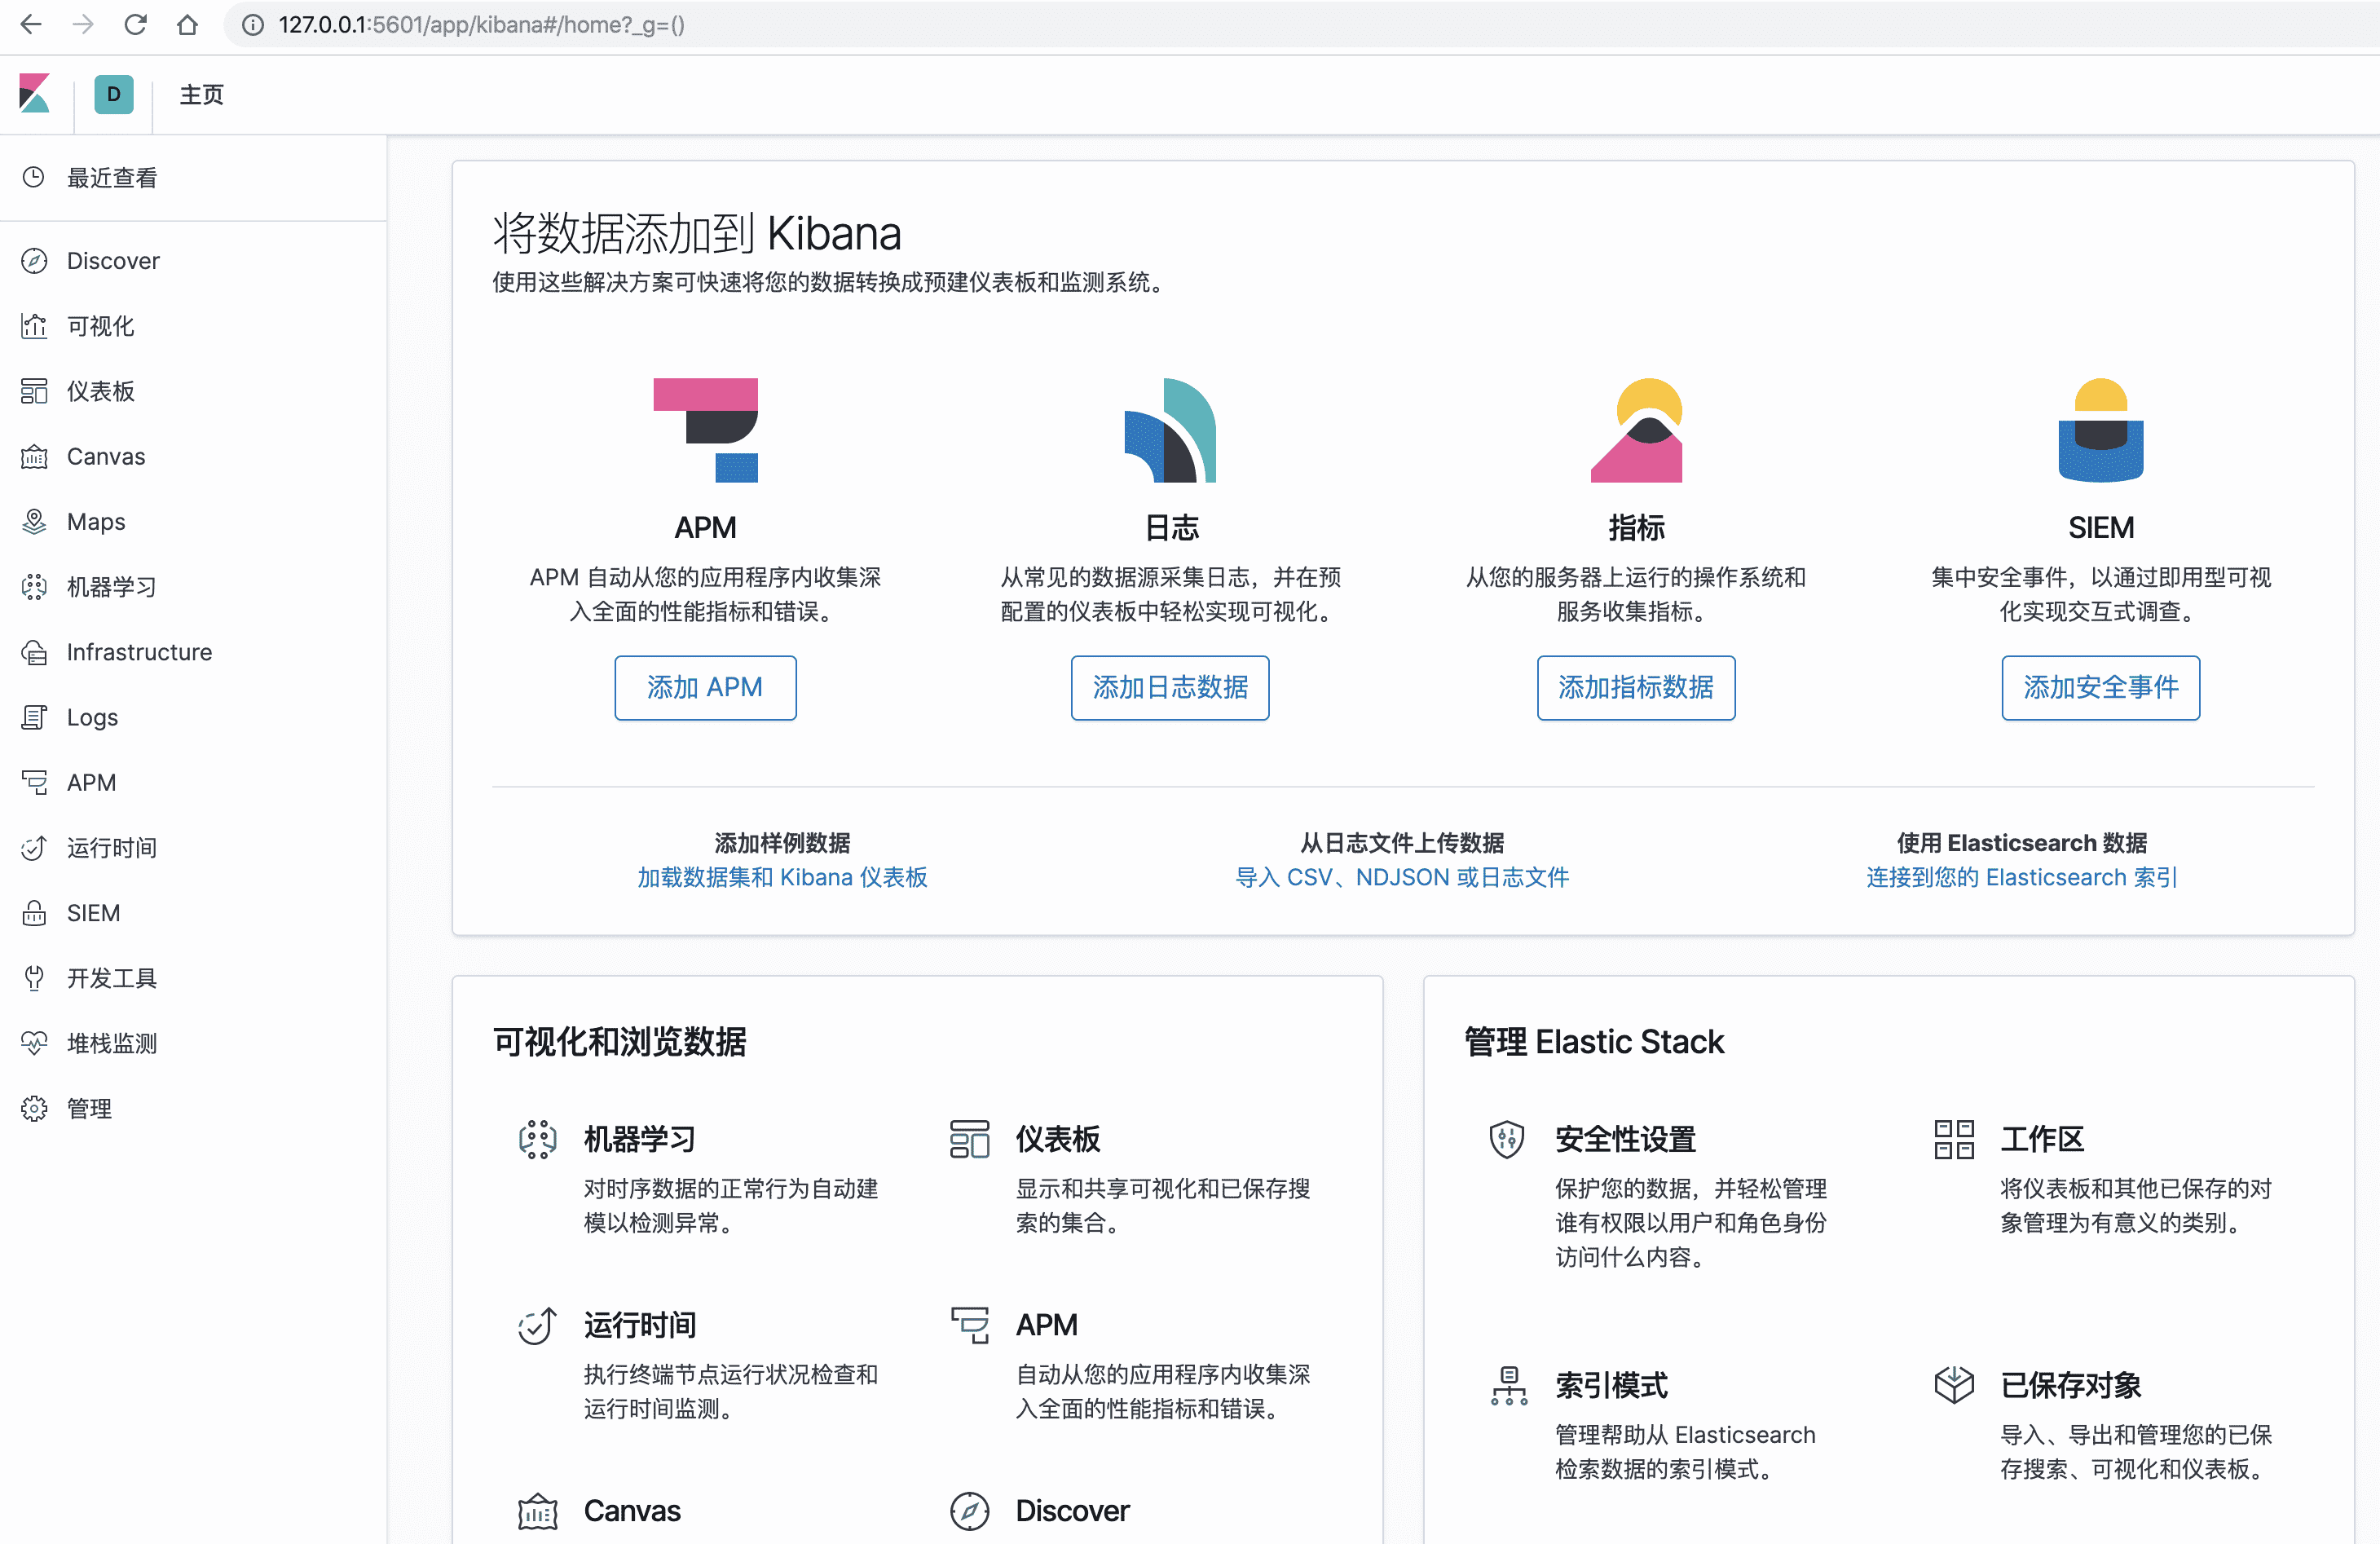 127.0.0.1:5601/app/kibana#/home?_g=()
D
主页
最近查看
Discover
可视化
仪表板
Canvas
Maps
机器学习
Infrastructure
Logs
APM
运行时间
SIEM
开发工具
堆栈监测
管理
将数据添加到 Kibana
使用这些解决方案可快速将您的数据转换成预建仪表板和监测系统。
APM
APM 自动从您的应用程序内收集深
入全面的性能指标和错误。
添加 APM
日志
从常见的数据源采集日志，并在预
配置的仪表板中轻松实现可视化。
添加日志数据
指标
从您的服务器上运行的操作系统和
服务收集指标。
添加指标数据
SIEM
集中安全事件，以通过即用型可视
化实现交互式调查。
添加安全事件
添加样例数据
加载数据集和 Kibana 仪表板
从日志文件上传数据
导入 CSV、NDJSON 或日志文件
使用 Elasticsearch 数据
连接到您的 Elasticsearch 索引
可视化和浏览数据
机器学习
对时序数据的正常行为自动建
模以检测异常。
仪表板
显示和共享可视化和已保存搜
索的集合。
运行时间
执行终端节点运行状况检查和
运行时间监测。
APM
自动从您的应用程序内收集深
入全面的性能指标和错误。
Canvas
Discover
管理 Elastic Stack
安全性设置
保护您的数据，并轻松管理
谁有权限以用户和角色身份
访问什么内容。
工作区
将仪表板和其他已保存的对
象管理为有意义的类别。
索引模式
管理帮助从 Elasticsearch
检索数据的索引模式。
已保存对象
导入、导出和管理您的已保
存搜索、可视化和仪表板。